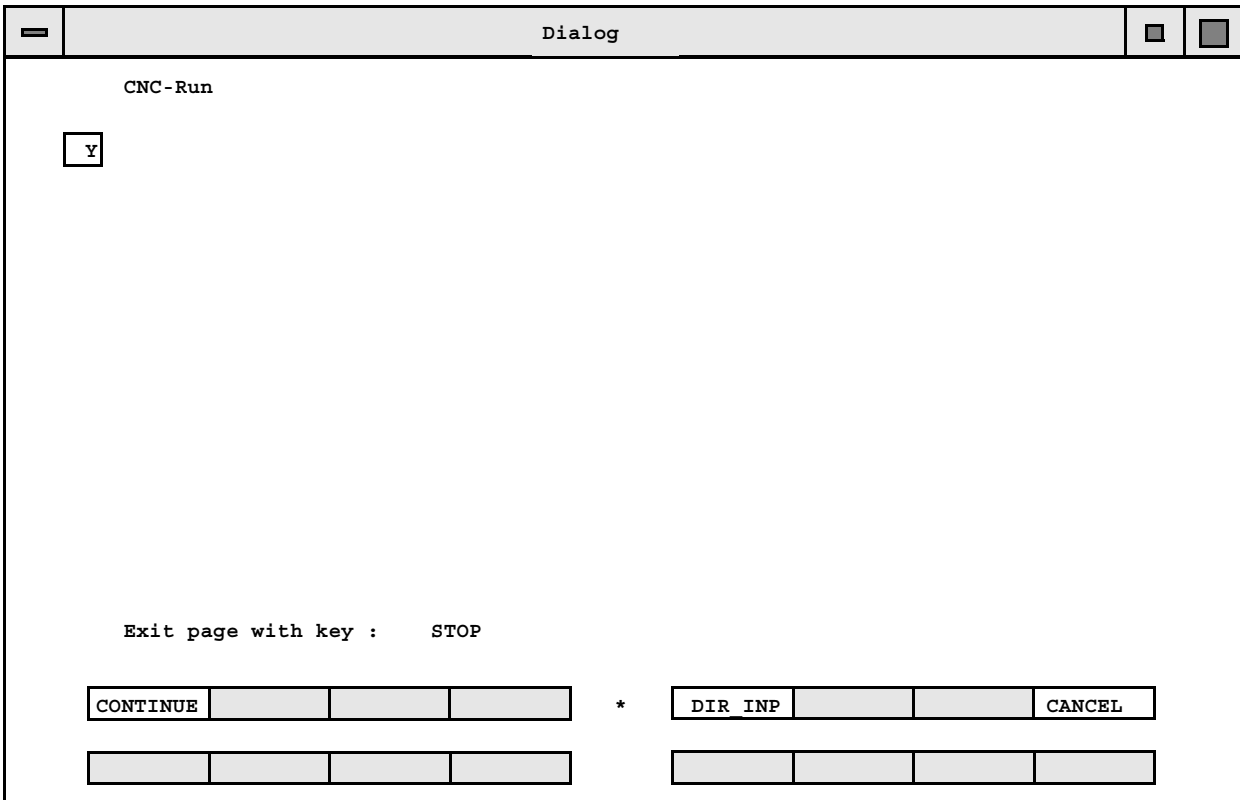 Dialog
CNC-Run
Y
Exit page with key : STOP
CONTINUE * DIR_INP CANCEL